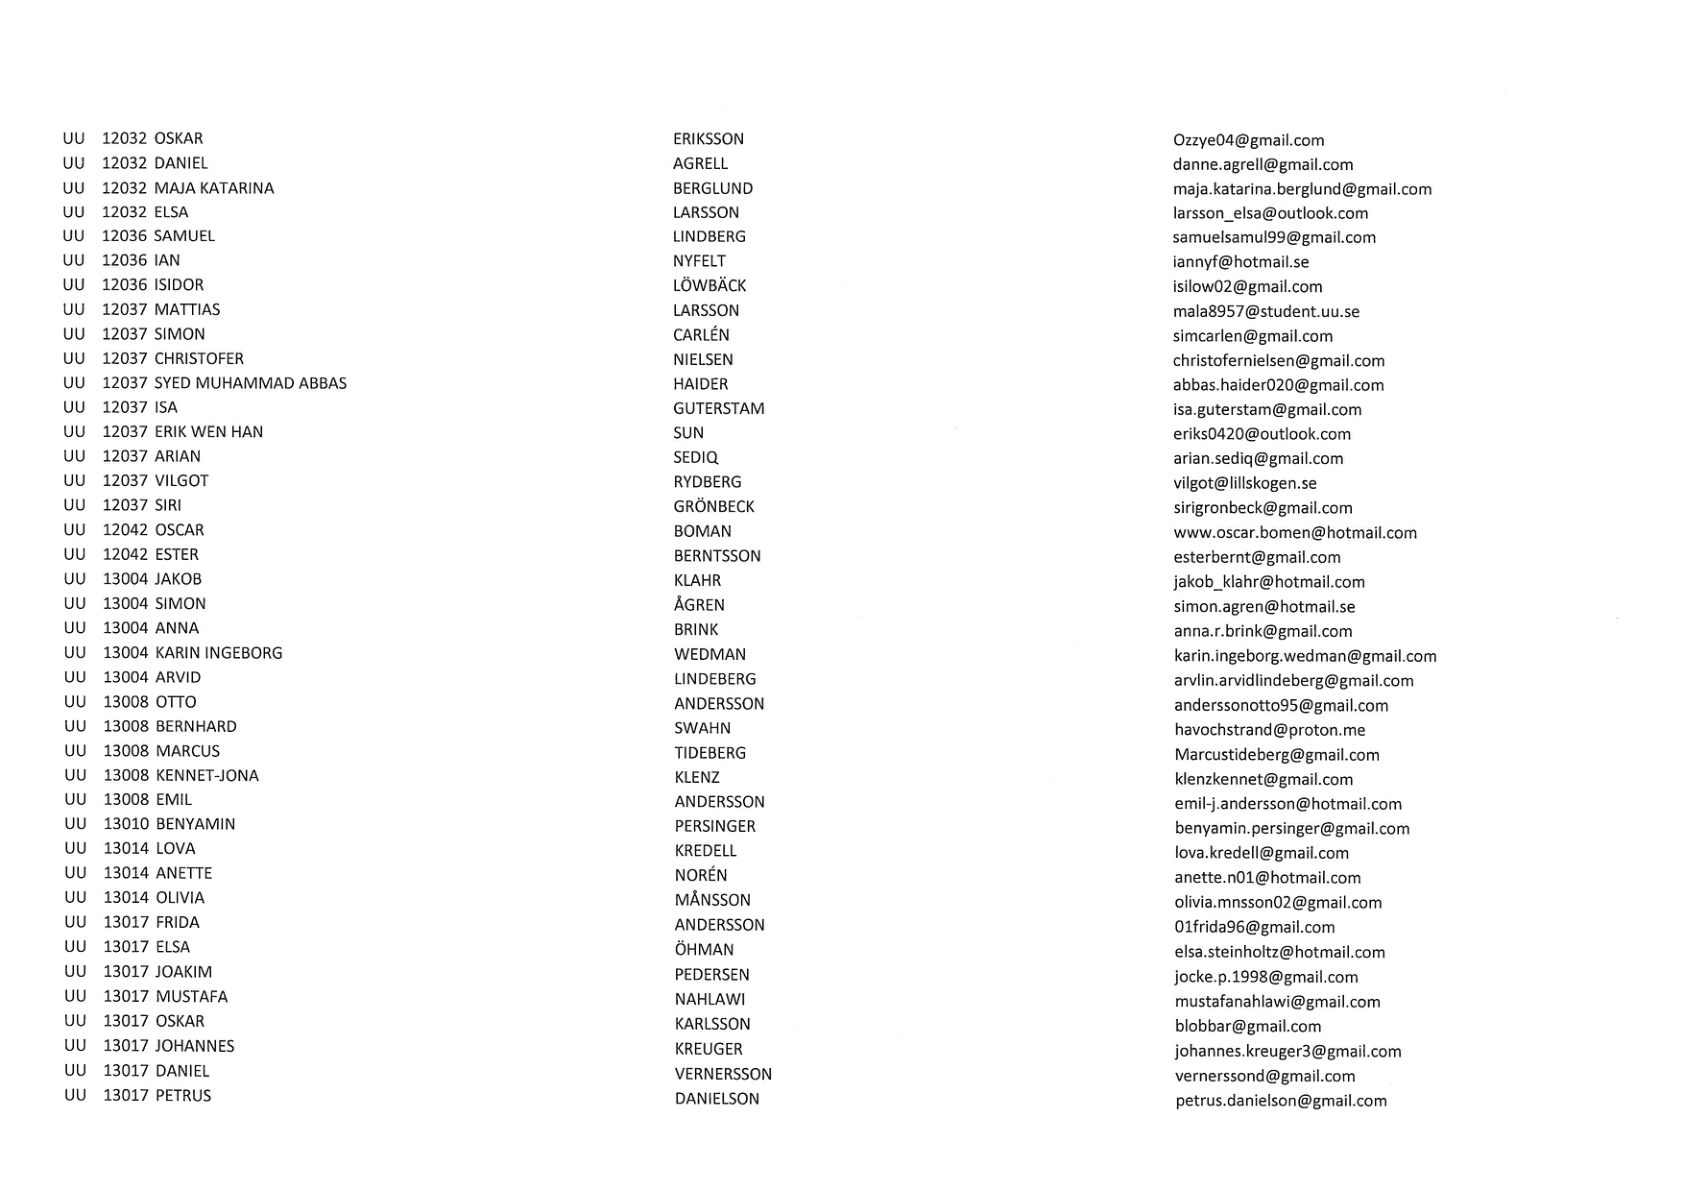 UU 12032 OSKAR ERIKSSON Ozzye04@gmail.com
UU 12032 DANIEL AGRELL danne.agrell@gmail.com
UU 12032 MAJA KATARINA BERGLUND maja.katarina.berglund@gmail.com
UU 12032 ELSA LARSSON larsson_elsa@outlook.com
UU 12036 SAMUEL LINDBERG samuelsamul99@gmail.com
UU 12036 IAN NYFELT iannyf@hotmail.se
UU 12036 ISIDOR LÖWBÄCK isilow02@gmail.com
UU 12037 MATTIAS LARSSON mala8957@student.uu.se
UU 12037 SIMON CARLÉN simcarlen@gmail.com
UU 12037 CHRISTOFER NIELSEN christofernielsen@gmail.com
UU 12037 SYED MUHAMMAD ABBAS HAIDER abbas.haider020@gmail.com
UU 12037 ISA GUTERSTAM isa.guterstam@gmail.com
UU 12037 ERIK WEN HAN SUN eriks0420@outlook.com
UU 12037 ARIAN SEDIQ arian.sediq@gmail.com
UU 12037 VILGOT RYDBERG vilgot@lillskogen.se
UU 12037 SIRI GRÖNBECK sirigronbeck@gmail.com
UU 12042 OSCAR BOMAN www.oscar.bomen@hotmail.com
UU 12042 ESTER BERNTSSON esterbernt@gmail.com
UU 13004 JAKOB KLAHR jakob_klahr@hotmail.com
UU 13004 SIMON ÅGREN simon.agren@hotmail.se
UU 13004 ANNA BRINK anna.r.brink@gmail.com
UU 13004 KARIN INGEBORG WEDMAN karin.ingeborg.wedman@gmail.com
UU 13004 ARVID LINDEBERG arvlin.arvidlindeberg@gmail.com
UU 13008 OTTO ANDERSSON anderssonotto95@gmail.com
UU 13008 BERNHARD SWAHN havochstrand@proton.me
UU 13008 MARCUS TIDEBERG Marcustideberg@gmail.com
UU 13008 KENNET-JONA KLENZ klenzkennet@gmail.com
UU 13008 EMIL ANDERSSON emil-j.andersson@hotmail.com
UU 13010 BENYAMIN PERSINGER benyamin.persinger@gmail.com
UU 13014 LOVA KREDELL lova.kredell@gmail.com
UU 13014 ANETTE NORÉN anette.n01@hotmail.com
UU 13014 OLIVIA MÅNSSON olivia.mnsson02@gmail.com
UU 13017 FRIDA ANDERSSON 01frida96@gmail.com
UU 13017 ELSA ÖHMAN elsa.steinholtz@hotmail.com
UU 13017 JOAKIM PEDERSEN jocke.p.1998@gmail.com
UU 13017 MUSTAFA NAHLAWI mustafanahlawi@gmail.com
UU 13017 OSKAR KARLSSON blobbar@gmail.com
UU 13017 JOHANNES KREUGER johannes.kreuger3@gmail.com
UU 13017 DANIEL VERNERSSON vernerssond@gmail.com
UU 13017 PETRUS DANIELSON petrus.danielson@gmail.com